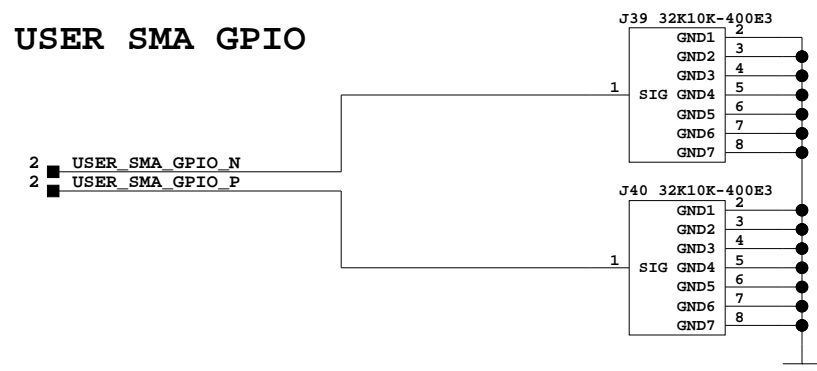 USER SMA GPIO
J39 32K10K-400E3
GND1 2
GND2 3
GND3 4
1 SIG GND4 5
GND5 6
GND6 7
GND7 8
2 USER_SMA_GPIO_N
2 USER_SMA_GPIO_P
J40 32K10K-400E3
GND1 2
GND2 3
GND3 4
1 SIG GND4 5
GND5 6
GND6 7
GND7 8